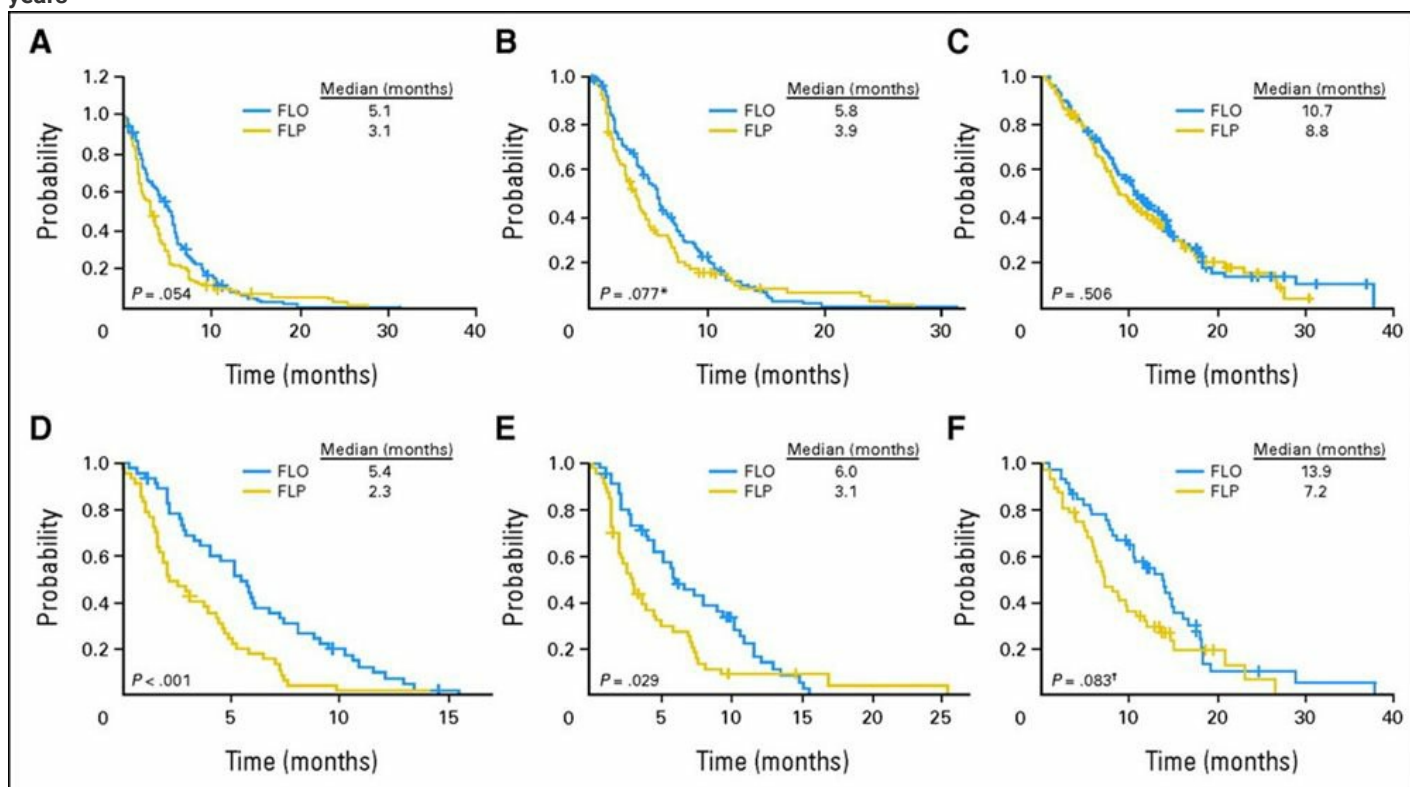 years
A
1.2
1.0
0.8
0.6
0.4
0.2
0
10
20
30
40
Probability
Time (months)
Median (months)
FLO 5.1
FLP 3.1
P = .054
B
1.0
0.8
0.6
0.4
0.2
0
10
20
30
Probability
Time (months)
Median (months)
FLO 5.8
FLP 3.9
P = .077*
C
1.0
0.8
0.6
0.4
0.2
0
10
20
30
40
Probability
Time (months)
Median (months)
FLO 10.7
FLP 8.8
P = .506
D
1.0
0.8
0.6
0.4
0.2
0
5
10
15
Probability
Time (months)
Median (months)
FLO 5.4
FLP 2.3
P < .001
E
1.0
0.8
0.6
0.4
0.2
0
5
10
15
20
25
Probability
Time (months)
Median (months)
FLO 6.0
FLP 3.1
P = .029
F
1.0
0.8
0.6
0.4
0.2
0
10
20
30
40
Probability
Time (months)
Median (months)
FLO 13.9
FLP 7.2
P = .083†